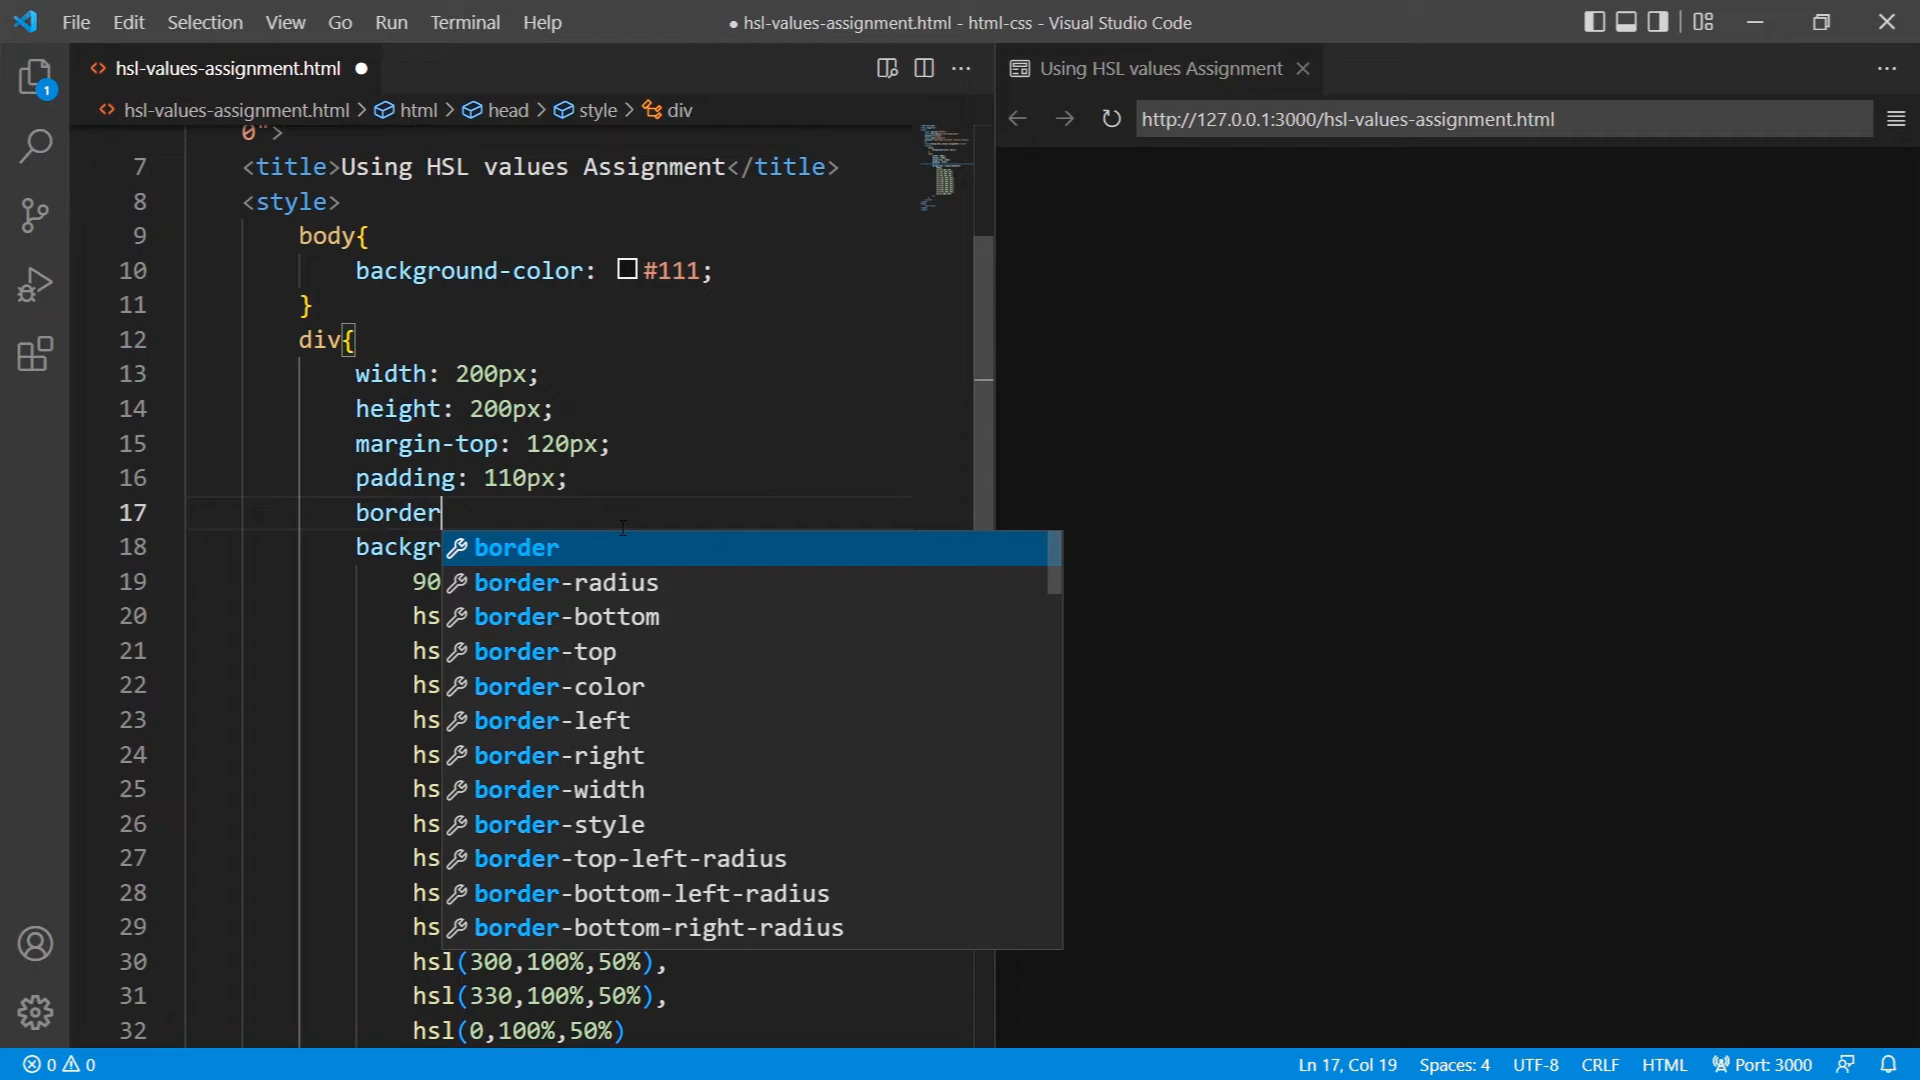 File Edit Selection View Go Run Terminal Help
● hsl-values-assignment.html - html-css - Visual Studio Code
hsl-values-assignment.html ●
hsl-values-assignment.html > html > head > style > div
0">
7 <title>Using HSL values Assignment</title>
8 <style>
9 body{
10 background-color: #111;
11 }
12 div{
13 width: 200px;
14 height: 200px;
15 margin-top: 120px;
16 padding: 110px;
17 border
18 backgr
border
19 90
border-radius
20 hs
border-bottom
21 hs
border-top
22 hs
border-color
23 hs
border-left
24 hs
border-right
25 hs
border-width
26 hs
border-style
27 hs
border-top-left-radius
28 hs
border-bottom-left-radius
29 hs
border-bottom-right-radius
30 hsl(300,100%,50%),
31 hsl(330,100%,50%),
32 hsl(0,100%,50%)
Using HSL values Assignment
http://127.0.0.1:3000/hsl-values-assignment.html
1
0 0
Ln 17, Col 19 Spaces: 4 UTF-8 CRLF HTML Port: 3000